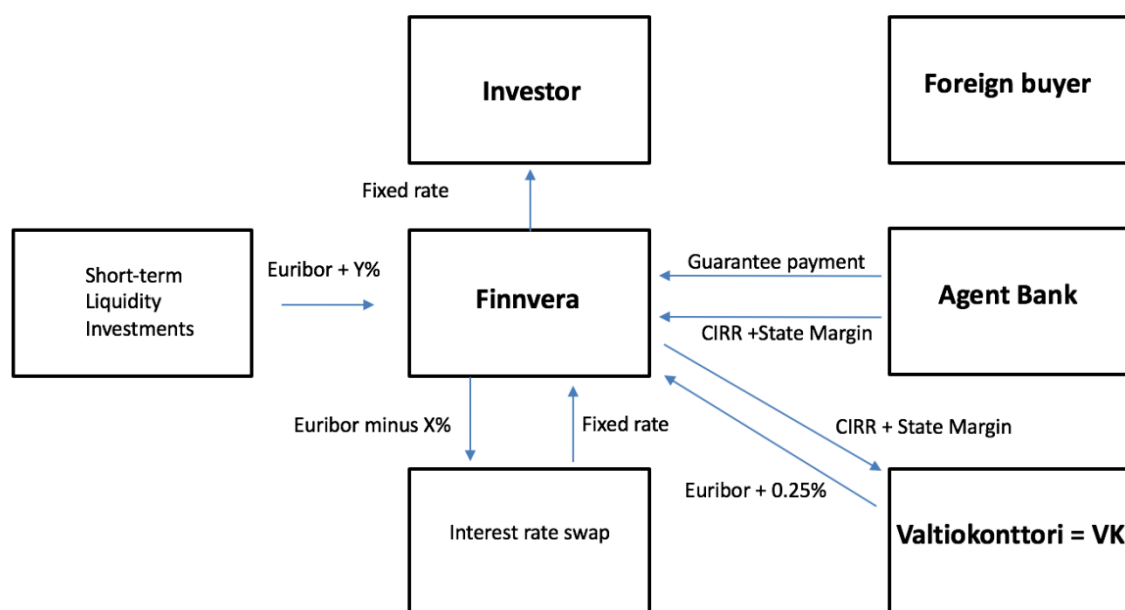 Investor
Foreign buyer
Fixed rate
Short-term
Liquidity
Investments
Euribor + Y%
Finnvera
Guarantee payment
CIRR +State Margin
Agent Bank
Euribor minus X%
Fixed rate
CIRR + State Margin
Euribor + 0.25%
Interest rate swap
Valtiokonttori = VK